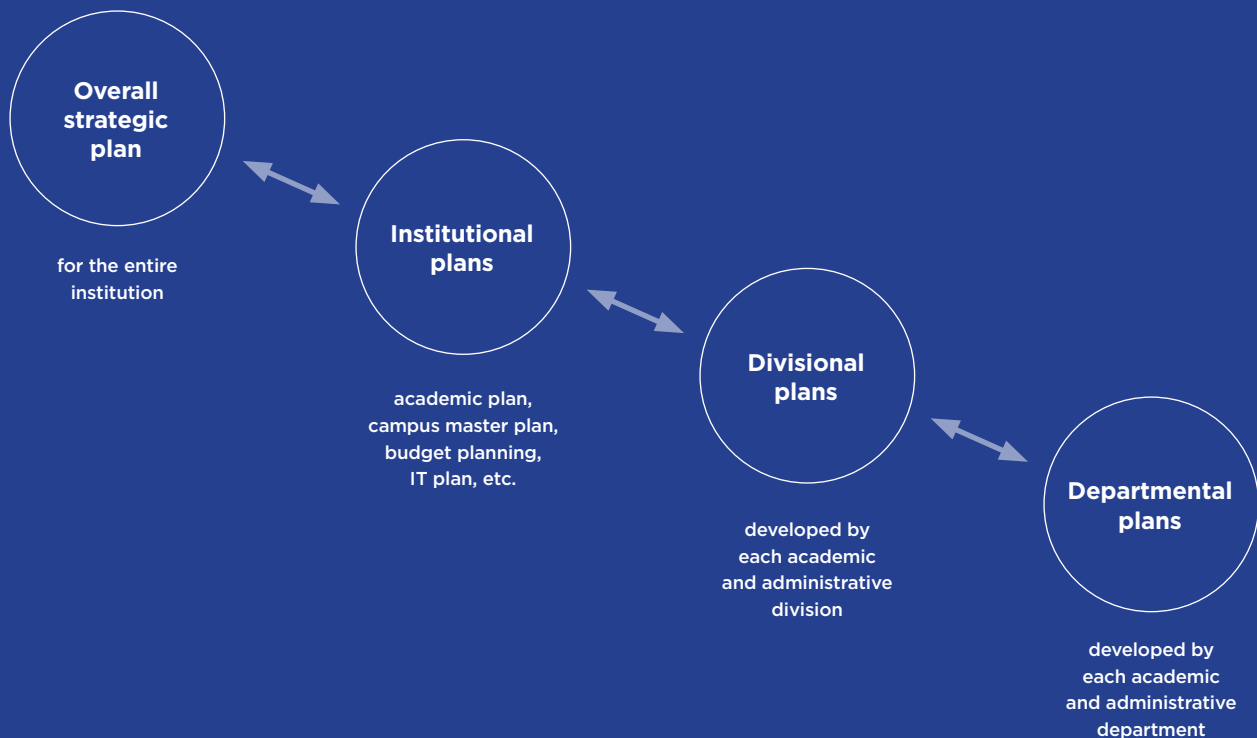 Overall
strategic
plan
for the entire
institution
Institutional
plans
academic plan,
campus master plan,
budget planning,
IT plan, etc.
Divisional
plans
developed by
each academic
and administrative
division
Departmental
plans
developed by
each academic
and administrative
department